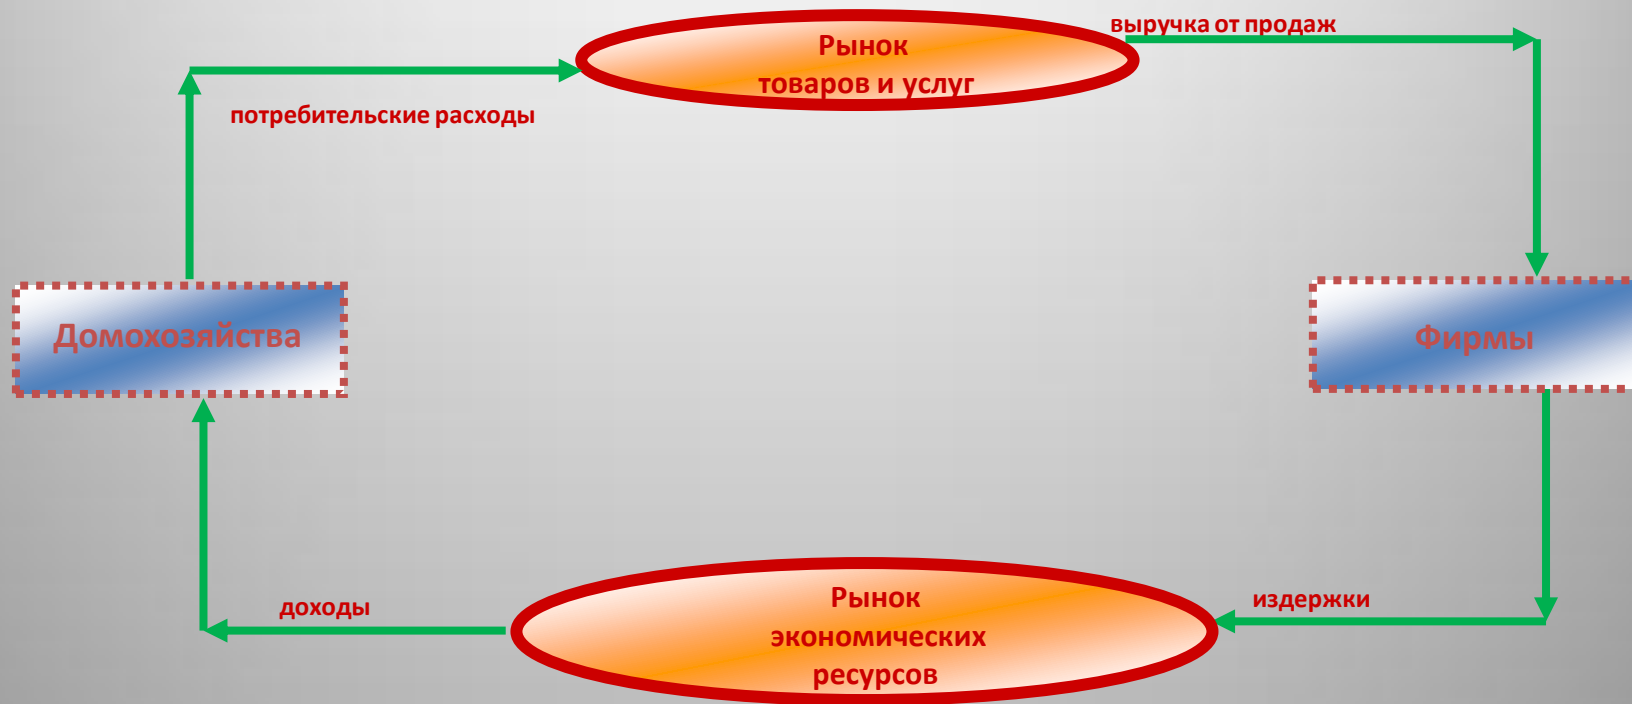 выручка от продаж
Рынок
товаров и услуг
потребительские расходы
Домохозяйства
Фирмы
доходы
Рынок
экономических
ресурсов
издержки